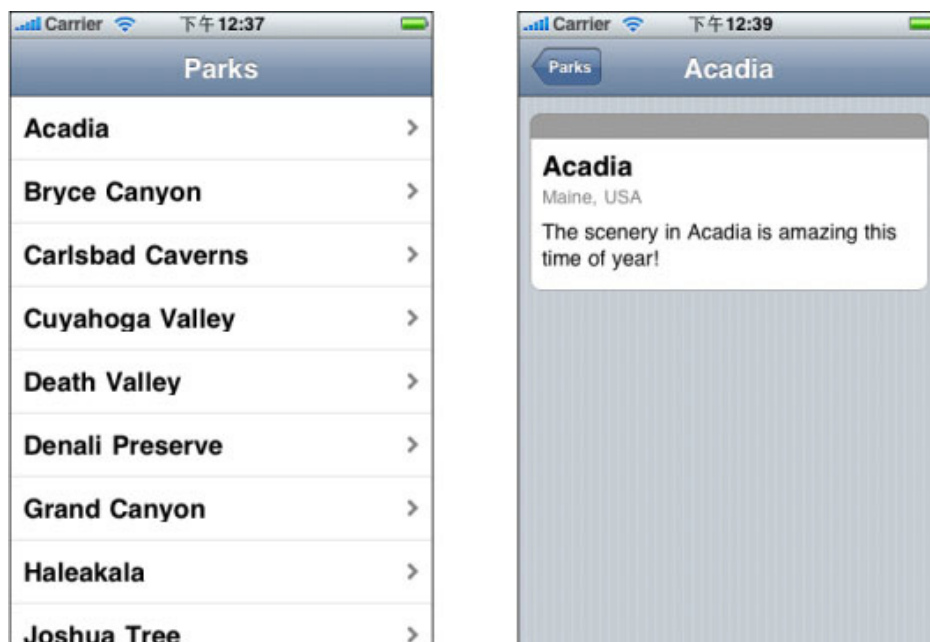 Carrier 下午12:37
Parks
Acadia
Bryce Canyon
Carlsbad Caverns
Cuyahoga Valley
Death Valley
Denali Preserve
Grand Canyon
Haleakala
Joshua Tree
Carrier 下午12:39
Parks Acadia
Acadia
Maine, USA
The scenery in Acadia is amazing this
time of year!